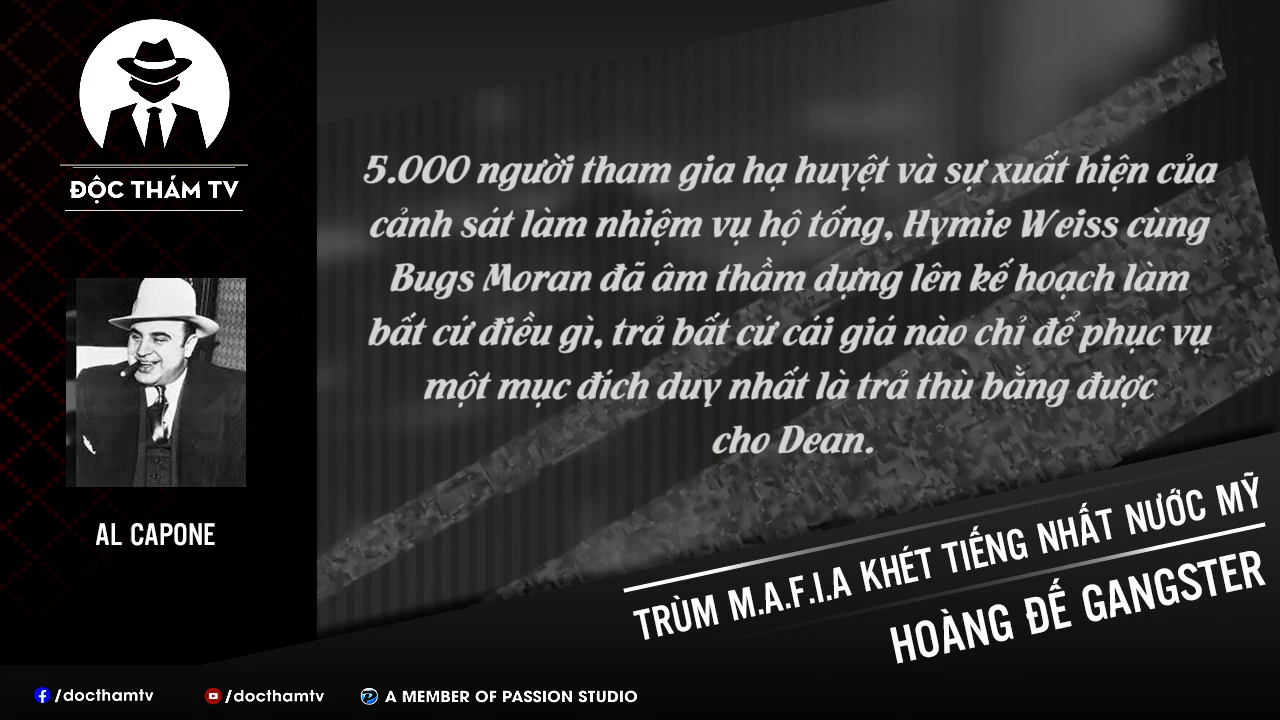 ĐỘC THÁM TV
AL CAPONE
5.000 người tham gia hạ huyệt và sự xuất hiện của
cảnh sát làm nhiệm vụ hộ tống, Hymie Weiss cùng
Bugs Moran đã âm thầm dựng lên kế hoạch làm
bất cứ điều gì, trả bất cứ cái giá nào chỉ để phục vụ
một mục đích duy nhất là trả thù bằng được
cho Dean.
TRÙM M.A.F.I.A KHÉT TIẾNG NHẤT NƯỚC MỸ
HOÀNG ĐẾ GANGSTER
/docthamtv
/docthamtv
A MEMBER OF PASSION STUDIO